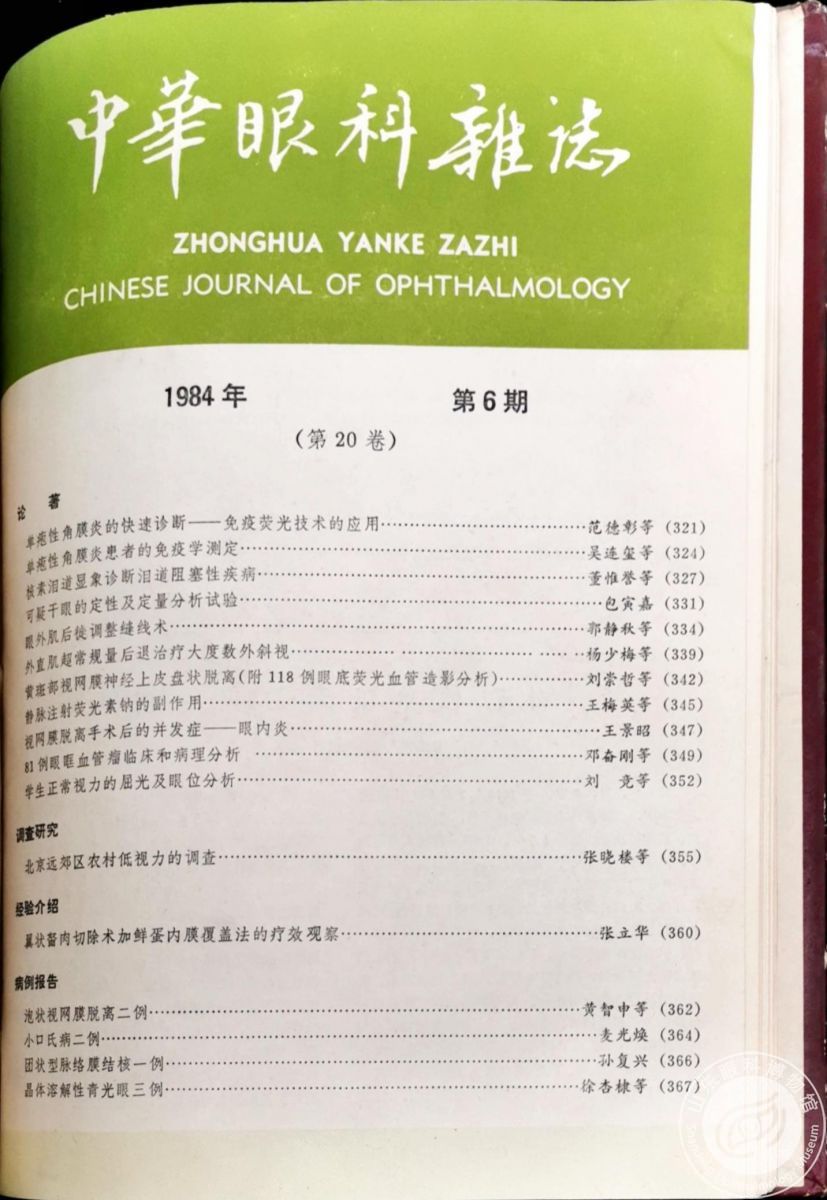 中華眼科雜誌
ZHONGHUA YANKE ZAZHI
CHINESE JOURNAL OF OPHTHALMOLOGY
1984年 第6期
(第20卷)
论 著
单疱性角膜炎的快速诊断——免疫荧光技术的应用……………………………范德彰等 (321)
单疱性角膜炎患者的免疫学测定……………………………吴连玺等 (324)
核素泪道显象诊断泪道阻塞性疾病……………………………董惟誉等 (327)
可疑干眼的定性及定量分析试验……………………………包寅嘉 (331)
眼外肌后徙调整缝线术……………………………郭静秋等 (334)
外直肌超常规量后退治疗大度数外斜视……………………………杨少梅等 (339)
黄斑部视网膜神经上皮盘状脱离(附118例眼底荧光血管造影分析)……………刘崇哲等 (342)
静脉注射荧光素钠的副作用……………………………王梅英等 (345)
视网膜脱离手术后的并发症——眼内炎……………………………王景昭 (347)
81例眼眶血管瘤临床和病理分析 ……………………………邓奋刚等 (349)
学生正常视力的屈光及眼位分析……………………………刘 竞等 (352)
调查研究
北京远郊区农村低视力的调查……………………………张晓楼等 (355)
经验介绍
翼状胬肉切除术加鲜蛋内膜覆盖法的疗效观察……………………………张立华 (360)
病例报告
泡状视网膜脱离二例……………………………黄智中等 (362)
小口氏病二例……………………………麦光焕 (364)
团状型脉络膜结核一例……………………………孙复兴 (366)
晶体溶解性青光眼三例……………………………徐杏棣等 (367)